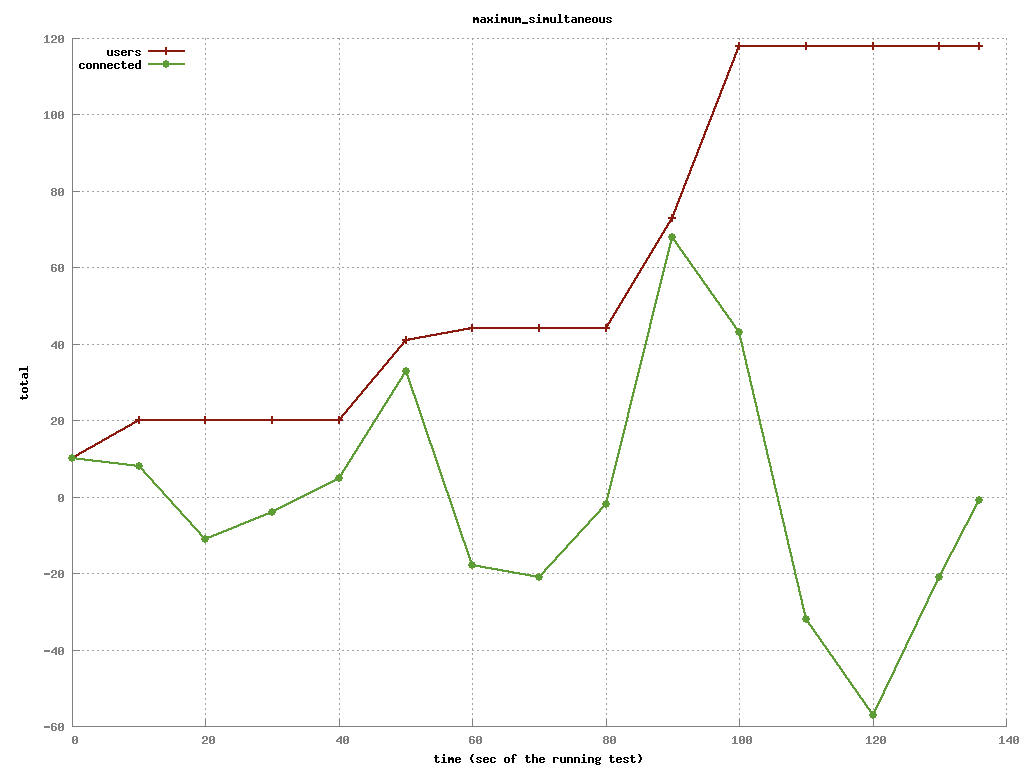 maximum_simultaneous
users
connected
120
100
80
60
40
20
0
-20
-40
-60
total
0 20 40 60 80 100 120 140
time (sec of the running test)